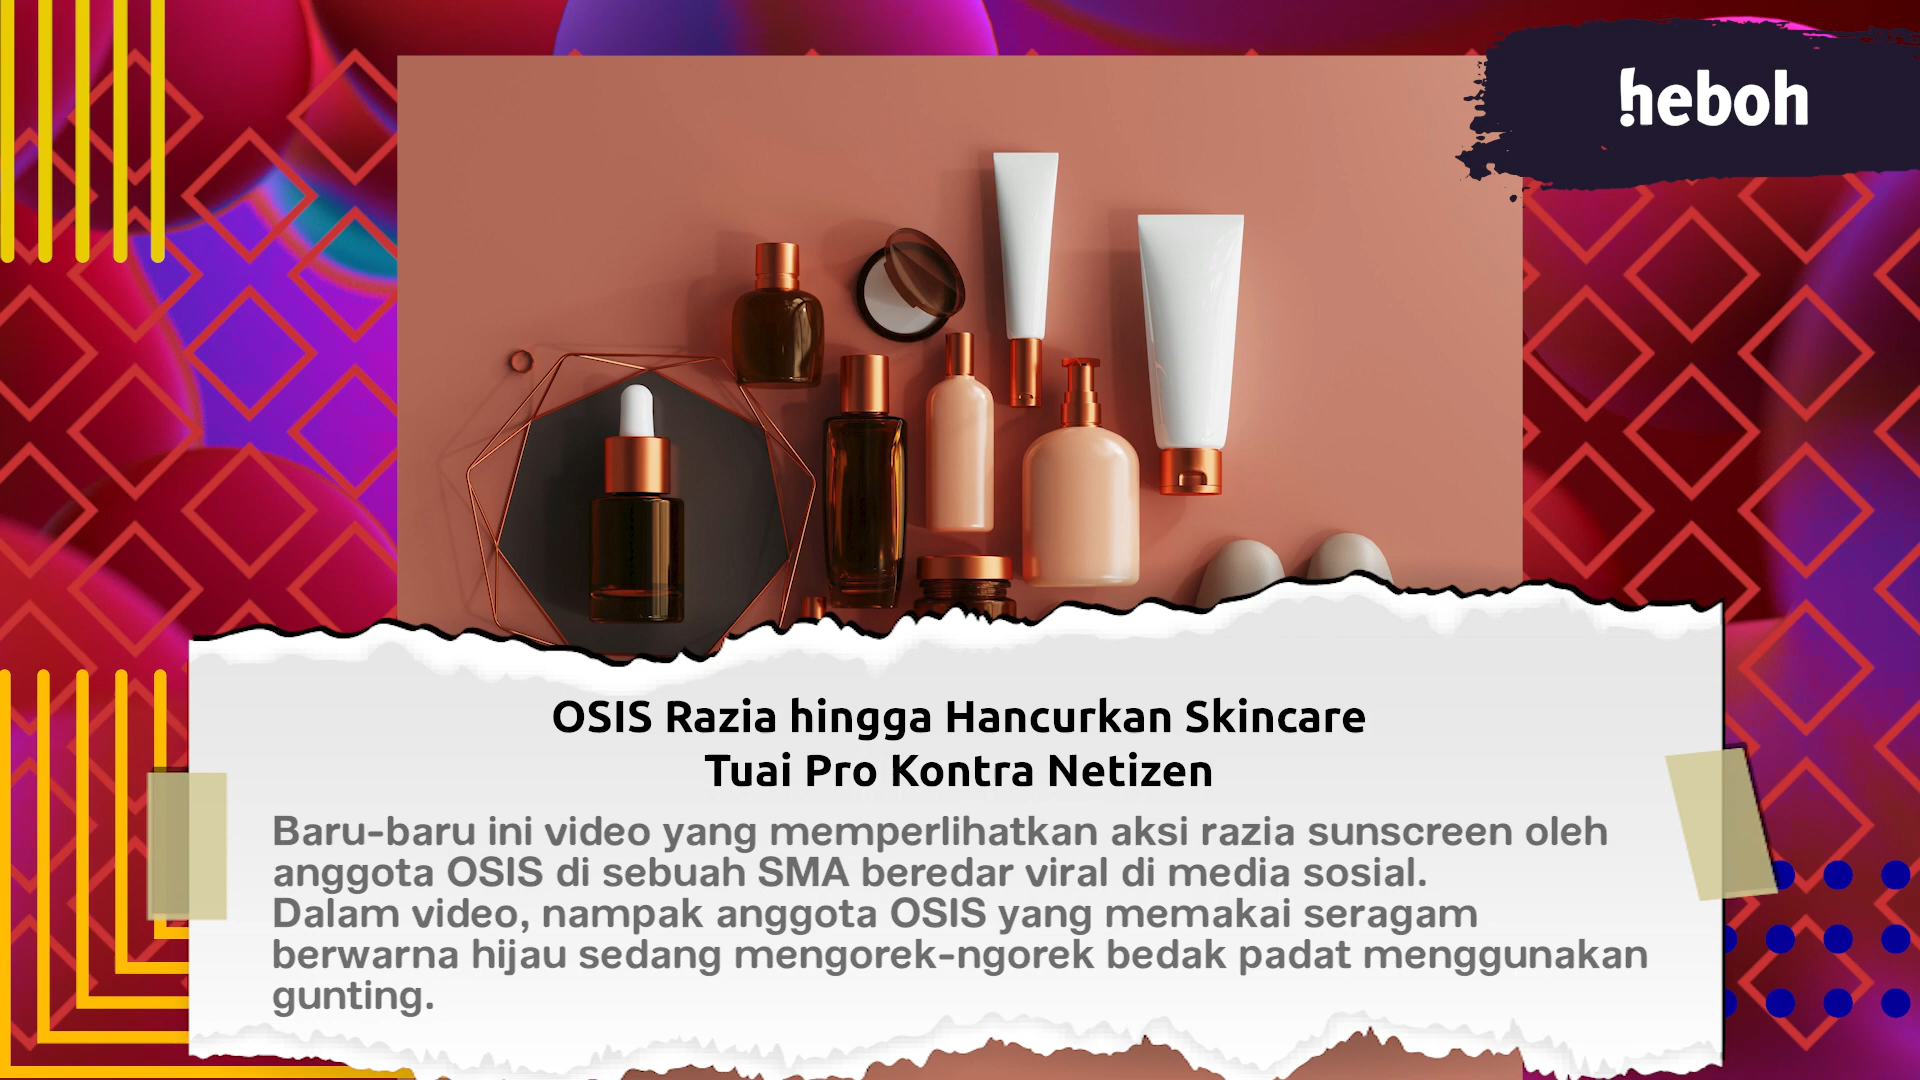 heboh
OSIS Razia hingga Hancurkan Skincare
Tuai Pro Kontra Netizen
Baru-baru ini video yang memperlihatkan aksi razia sunscreen oleh
anggota OSIS di sebuah SMA beredar viral di media sosial.
Dalam video, nampak anggota OSIS yang memakai seragam
berwarna hijau sedang mengorek-ngorek bedak padat menggunakan
gunting.